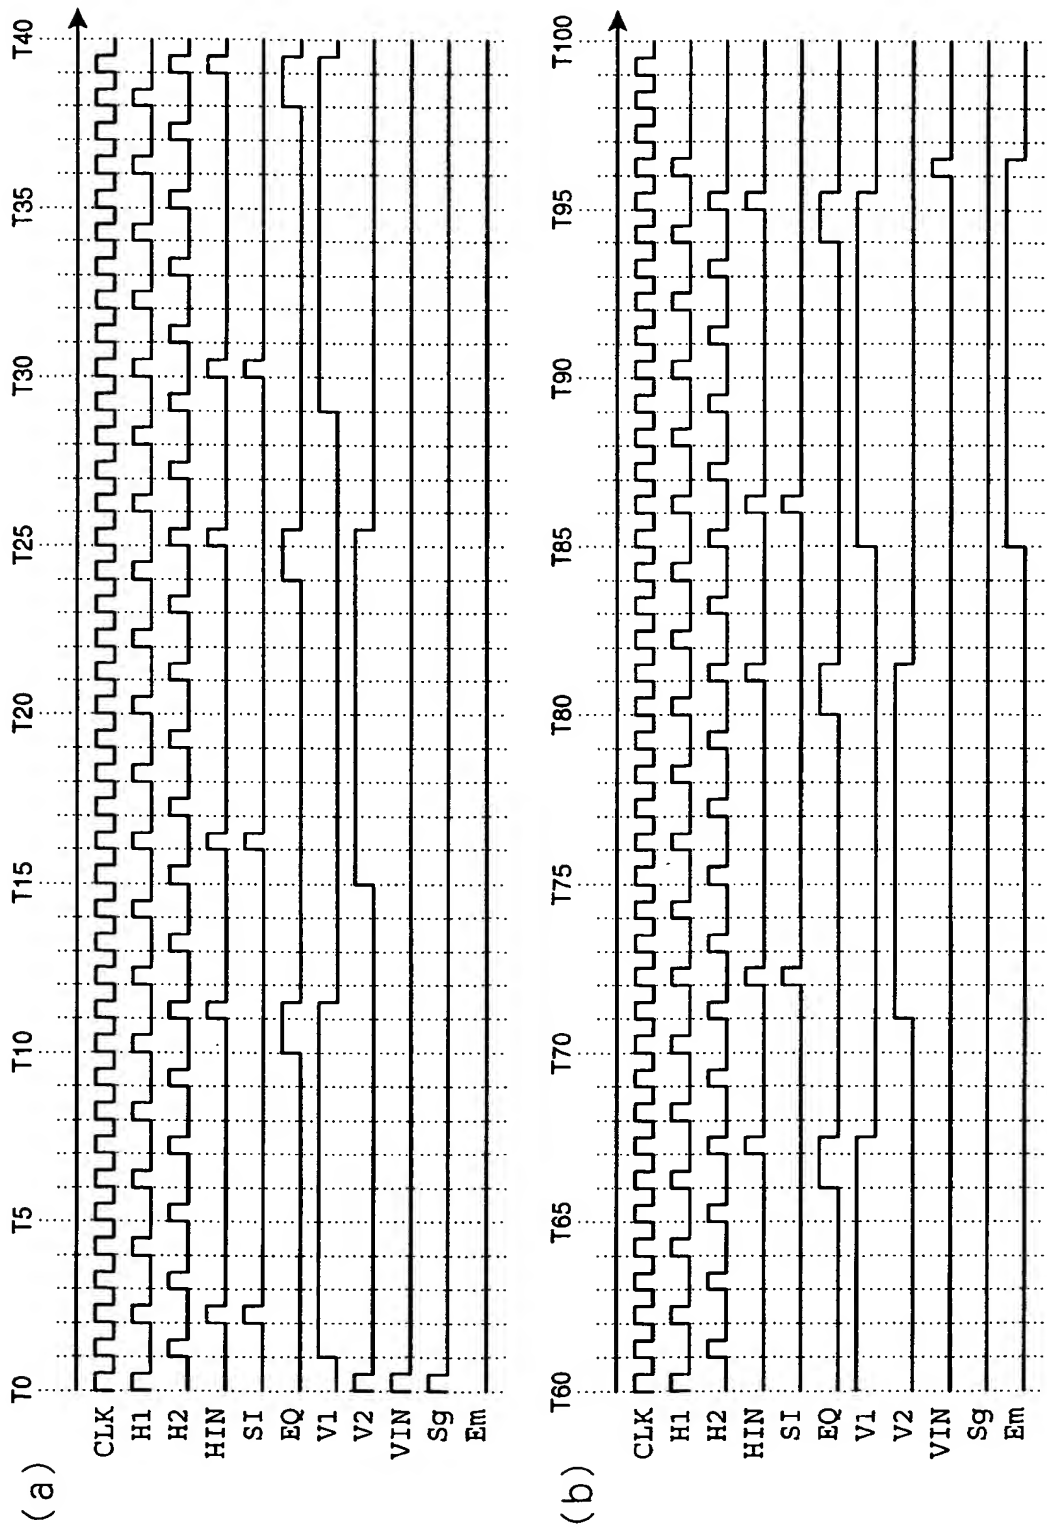 (a)
T0 T5 T10 T15 T20 T25 T30 T35 T40
CLK
H1
H2
HIN
SI
EQ
V1
V2
VIN
Sg
Em
(b)
T60 T65 T70 T75 T80 T85 T90 T95 T100
CLK
H1
H2
HIN
SI
EQ
V1
V2
VIN
Sg
Em